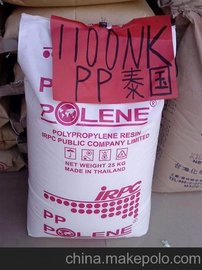 1100NK
PP泰国
PP
POLENE®
POLYPROPYLENE RESIN
IRPC PUBLIC COMPANY LIMITED
NET WEIGHT 25 KG
MADE IN THAILAND
IRPC
PP
POLENE
china.makepolo.com